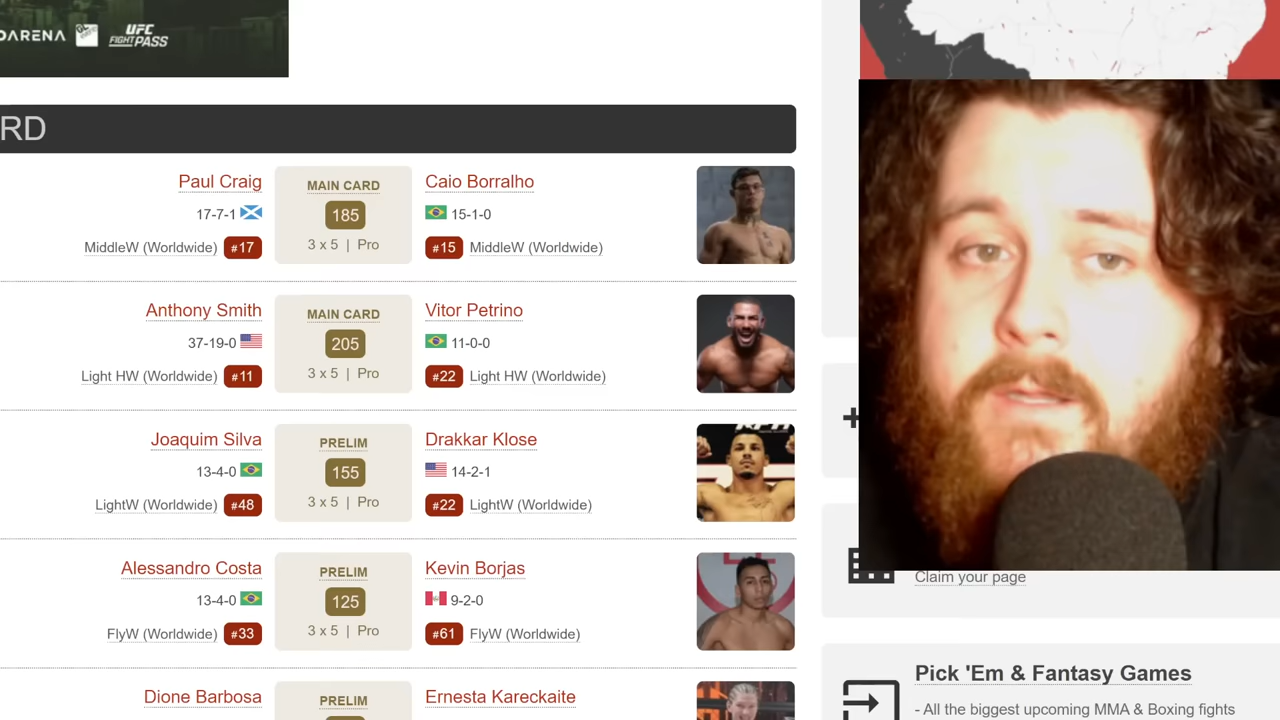 DARENA UFC FIGHT PASS
RD
Paul Craig MAIN CARD Caio Borralho
17-7-1 185 15-1-0
MiddleW (Worldwide) #17 3 x 5 | Pro #15 MiddleW (Worldwide)
Anthony Smith MAIN CARD Vitor Petrino
37-19-0 205 11-0-0
Light HW (Worldwide) #11 3 x 5 | Pro #22 Light HW (Worldwide)
Joaquim Silva PRELIM Drakkar Klose
13-4-0 155 14-2-1
LightW (Worldwide) #48 3 x 5 | Pro #22 LightW (Worldwide)
Alessandro Costa PRELIM Kevin Borjas
13-4-0 125 9-2-0
FlyW (Worldwide) #33 3 x 5 | Pro #61 FlyW (Worldwide)
Dione Barbosa PRELIM Ernesta Kareckaite
Claim your page
Pick 'Em & Fantasy Games
- All the biggest upcoming MMA & Boxing fights